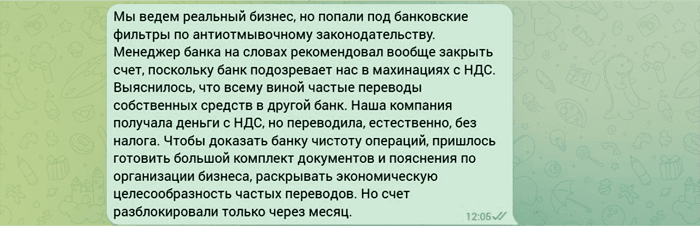 Мы ведем реальный бизнес, но попали под банковские
фильтры по антиотмывочному законодательству.
Менеджер банка на словах рекомендовал вообще закрыть
счет, поскольку банк подозревает нас в махинациях с НДС.
Выяснилось, что всему виной частые переводы
собственных средств в другой банк. Наша компания
получала деньги с НДС, но переводила, естественно, без
налога. Чтобы доказать банку чистоту операций, пришлось
готовить большой комплект документов и пояснения по
организации бизнеса, раскрывать экономическую
целесообразность частых переводов. Но счет
разблокировали только через месяц.
12:05